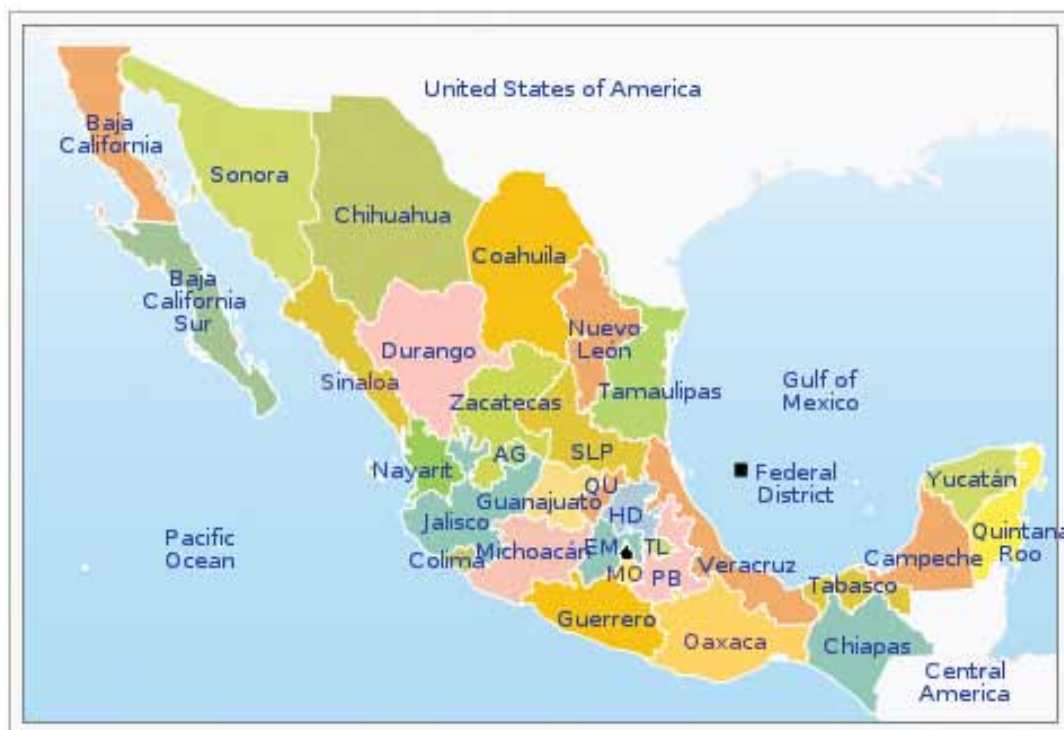 United States of America
Baja
California
Sonora
Chihuahua
Coahuila
Baja
California
Sur
Nuevo
León
Durango
Sinaloa
Tamaulipas
Zacatecas
Gulf of
Mexico
AG
SLP
Nayarit
Federal
District
Yucatán
QU
Guanajuato
HD
Jalisco
Quintana
Roo
Pacific
Ocean
Colima
Michoacán
EM
TL
MO
PB
Veracruz
Campeche
Tabasco
Guerrero
Oaxaca
Chiapas
Central
America